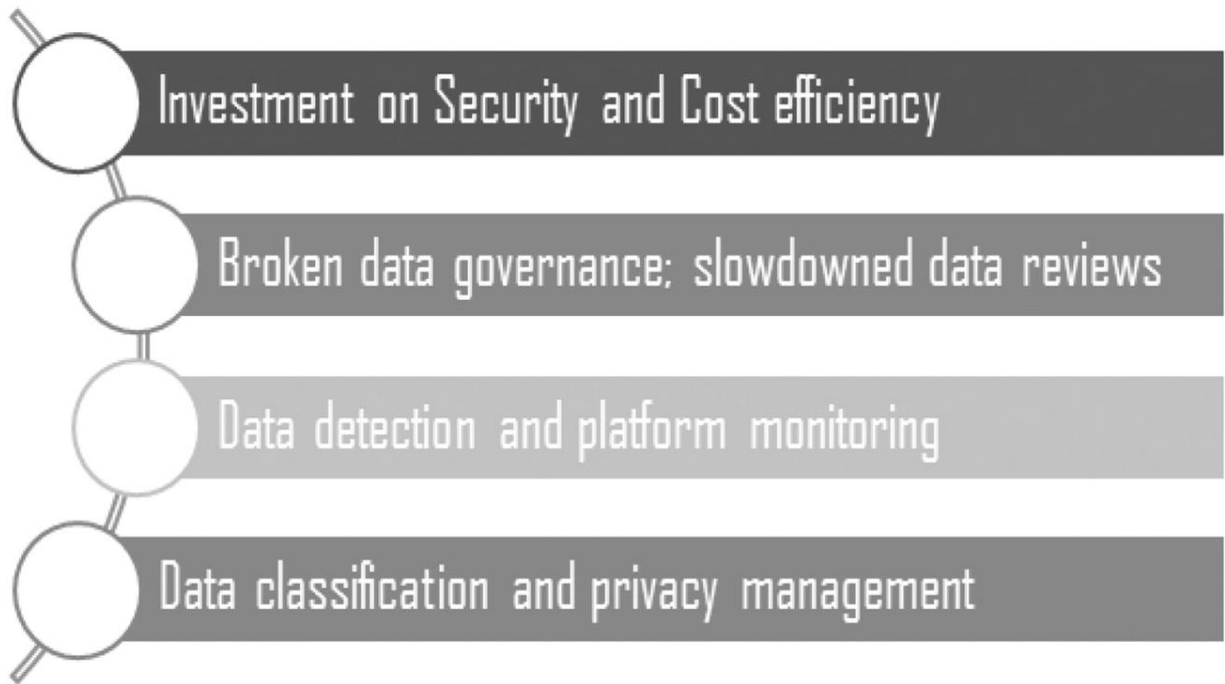 Investment on Security and Cost efficiency
Broken data governance; slowdowned data reviews
Data detection and platform monitoring
Data classification and privacy management